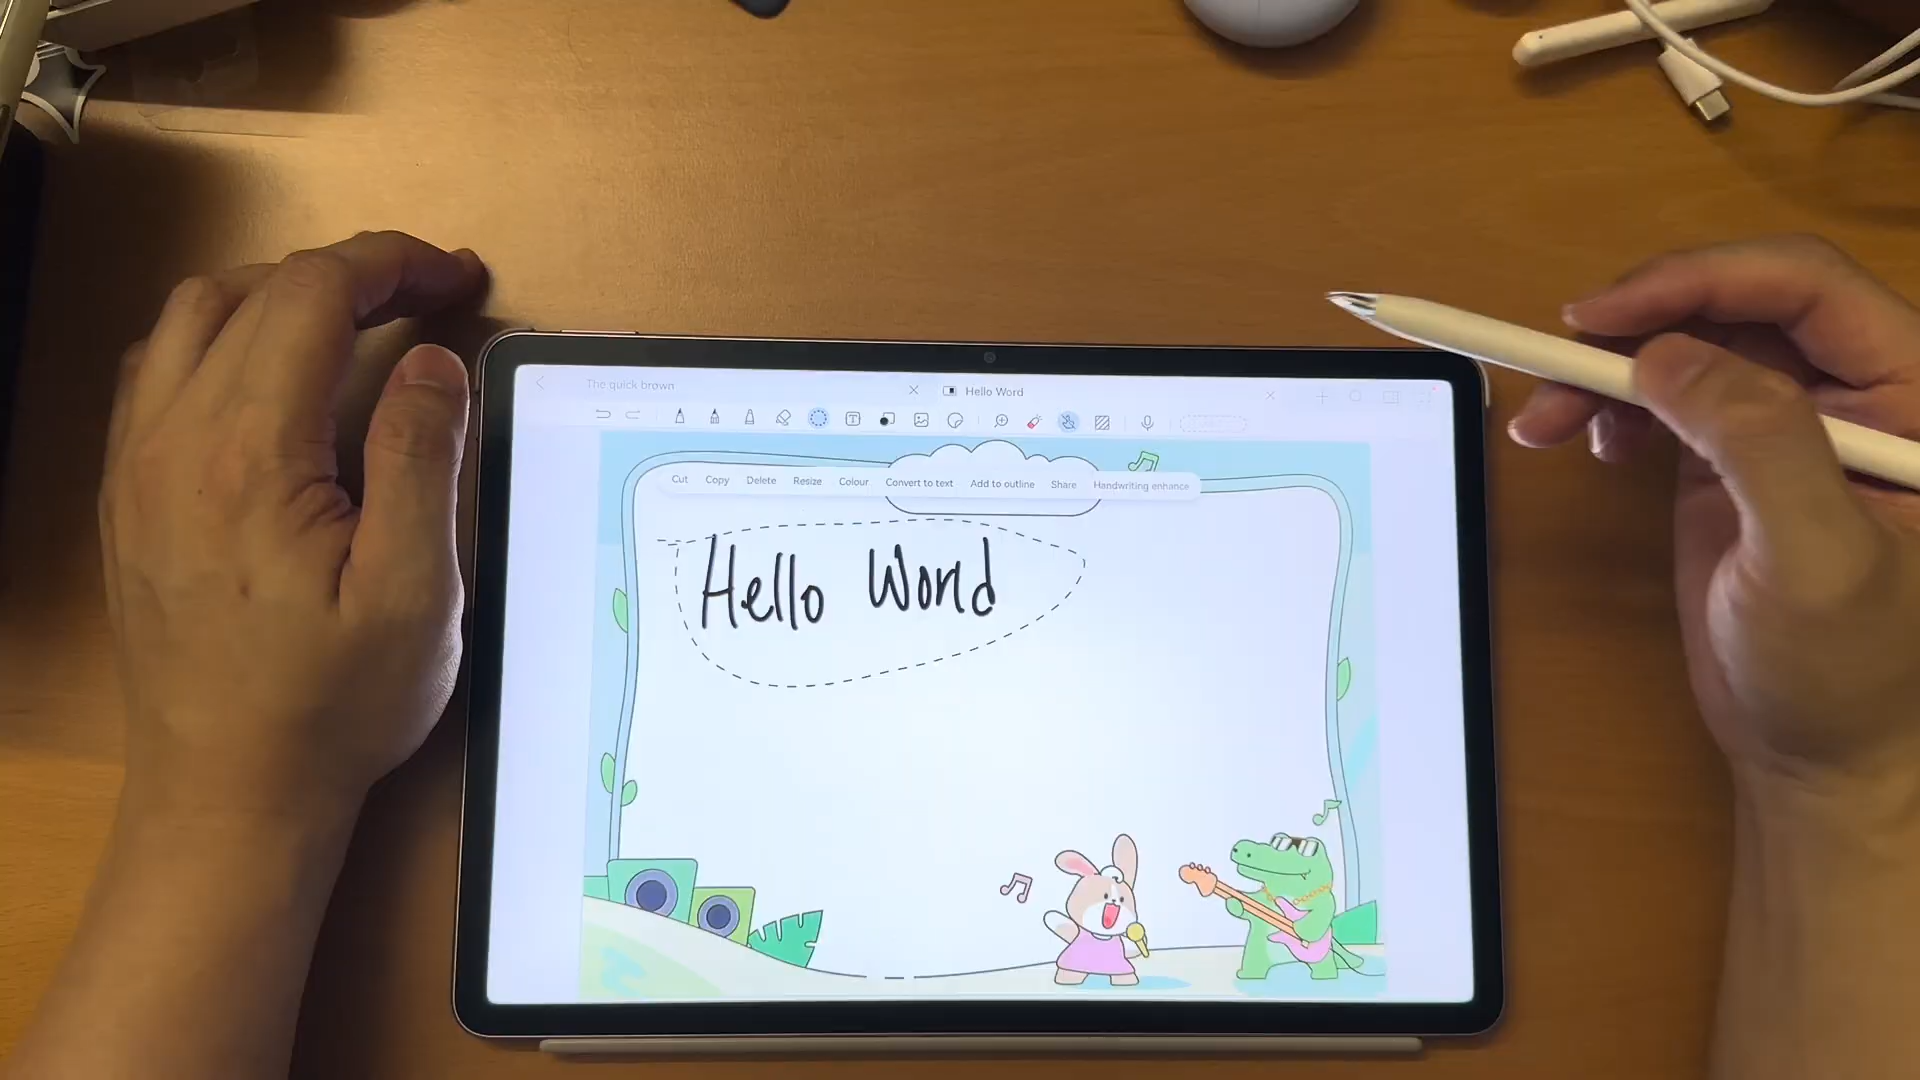 The quick brown
Hello Word
Cut Copy Delete Resize Colour Convert to text Add to outline Share Handwriting enhance
Hello World